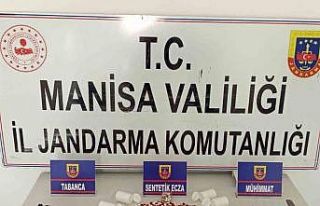 T.C.
MANİSA VALİLİĞİ
İL JANDARMA KOMUTANLIĞI
TABANCA
SENTETİK ECZA
MÜHİMMAT